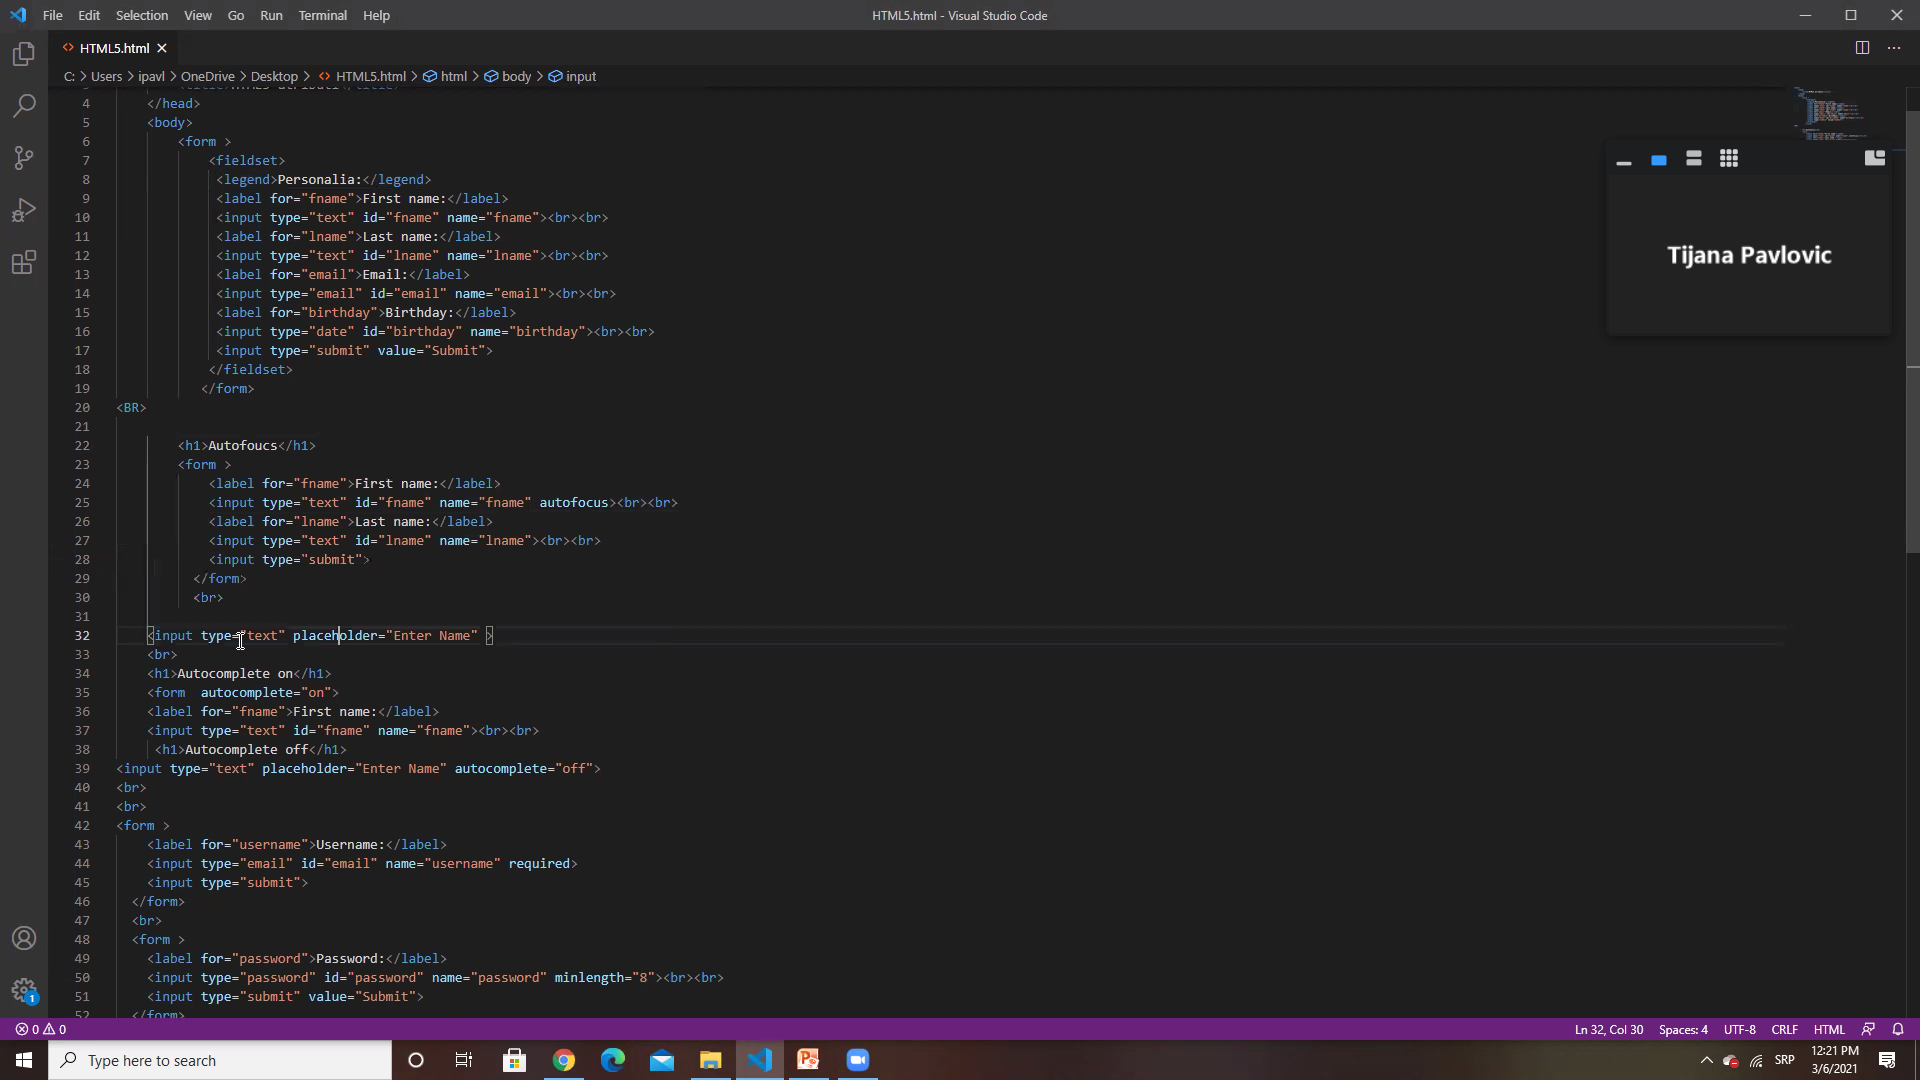 File Edit Selection View Go Run Terminal Help
HTML5.html - Visual Studio Code
HTML5.html
C: > Users > ipavl > OneDrive > Desktop > HTML5.html > html > body > input
4 </head>
5 <body>
6 <form >
7 <fieldset>
8 <legend>Personalia:</legend>
9 <label for="fname">First name:</label>
10 <input type="text" id="fname" name="fname"><br><br>
11 <label for="lname">Last name:</label>
12 <input type="text" id="lname" name="lname"><br><br>
13 <label for="email">Email:</label>
14 <input type="email" id="email" name="email"><br><br>
15 <label for="birthday">Birthday:</label>
16 <input type="date" id="birthday" name="birthday"><br><br>
17 <input type="submit" value="Submit">
18 </fieldset>
19 </form>
20 <BR>
21
22 <h1>Autofoucs</h1>
23 <form >
24 <label for="fname">First name:</label>
25 <input type="text" id="fname" name="fname" autofocus><br><br>
26 <label for="lname">Last name:</label>
27 <input type="text" id="lname" name="lname"><br><br>
28 <input type="submit">
29 </form>
30 <br>
31
32 <input type="text" placeholder="Enter Name" >
33 <br>
34 <h1>Autocomplete on</h1>
35 <form  autocomplete="on">
36 <label for="fname">First name:</label>
37 <input type="text" id="fname" name="fname"><br><br>
38 <h1>Autocomplete off</h1>
39 <input type="text" placeholder="Enter Name" autocomplete="off">
40 <br>
41 <br>
42 <form >
43 <label for="username">Username:</label>
44 <input type="email" id="email" name="username" required>
45 <input type="submit">
46 </form>
47 <br>
48 <form >
49 <label for="password">Password:</label>
50 <input type="password" id="password" name="password" minlength="8"><br><br>
51 <input type="submit" value="Submit">
52 </form>
Tijana Pavlovic
1
0 0
Ln 32, Col 30 Spaces: 4 UTF-8 CRLF HTML
Type here to search
SRP
12:21 PM
3/6/2021